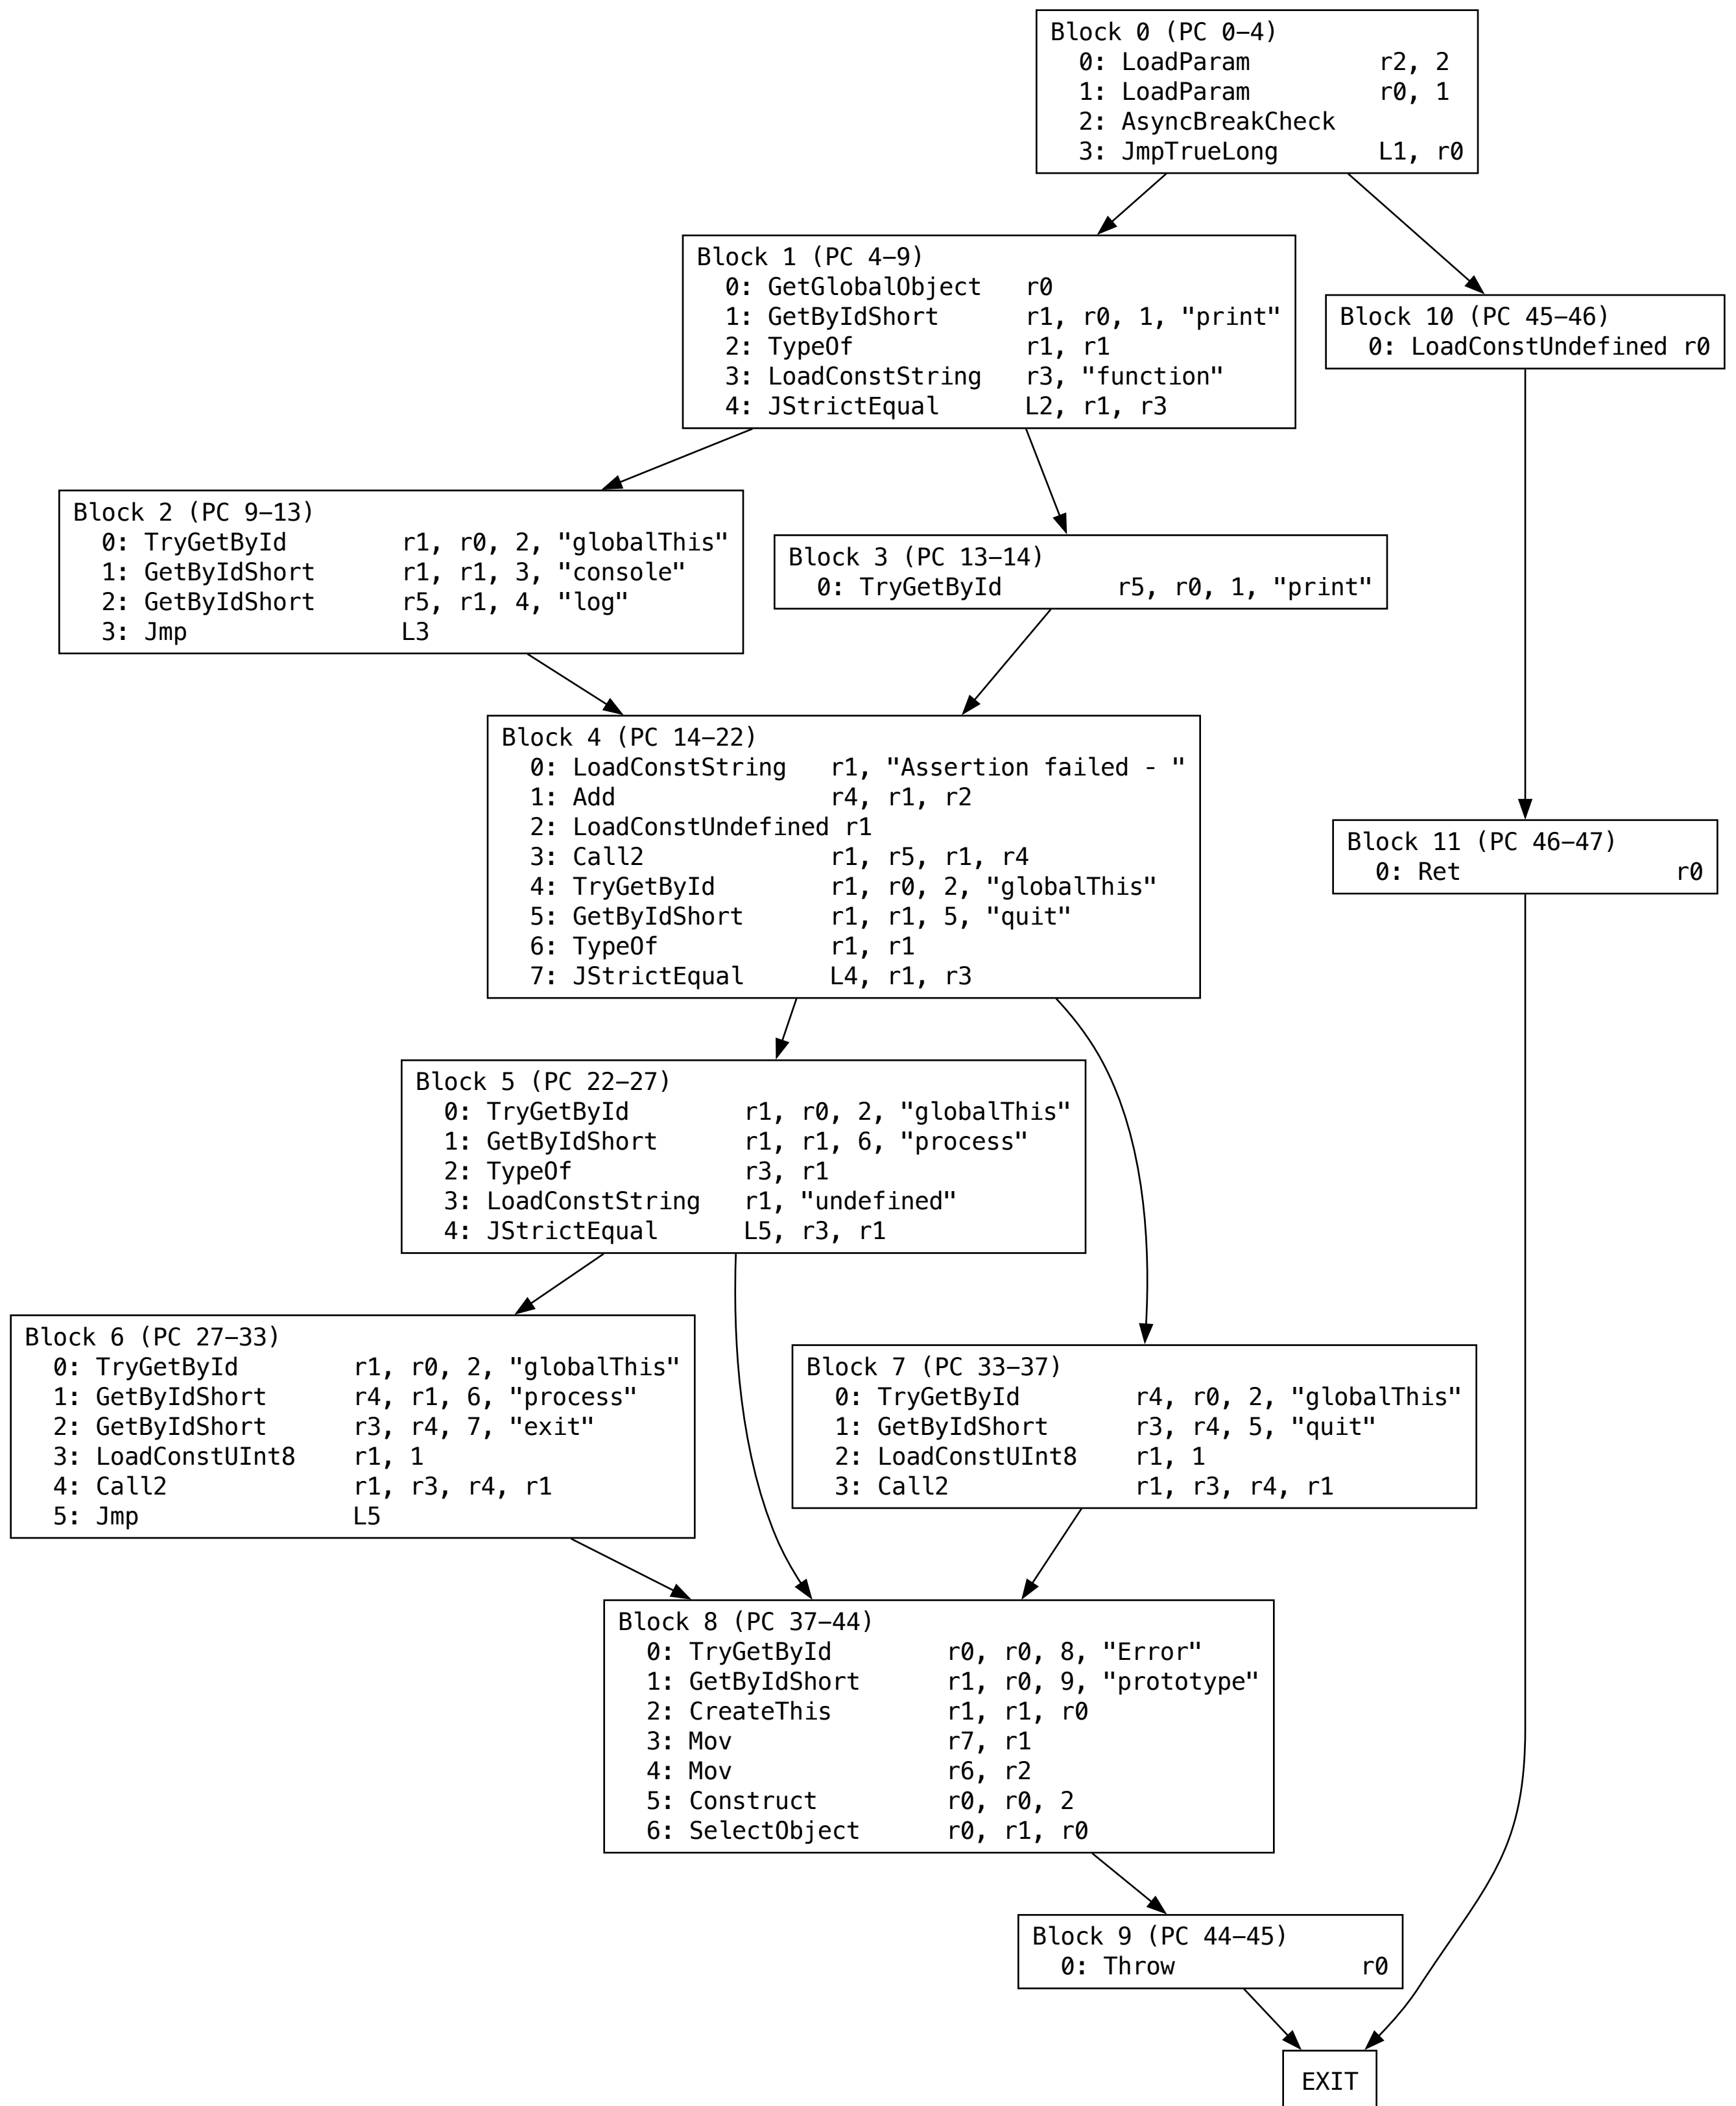 Block 0 (PC 0–4)
0: LoadParam r2, 2
1: LoadParam r0, 1
2: AsyncBreakCheck
3: JmpTrueLong L1, r0
Block 1 (PC 4–9)
0: GetGlobalObject r0
1: GetByIdShort r1, r0, 1, "print"
2: TypeOf r1, r1
3: LoadConstString r3, "function"
4: JStrictEqual L2, r1, r3
Block 10 (PC 45–46)
0: LoadConstUndefined r0
Block 2 (PC 9–13)
0: TryGetById r1, r0, 2, "globalThis"
1: GetByIdShort r1, r1, 3, "console"
2: GetByIdShort r5, r1, 4, "log"
3: Jmp L3
Block 3 (PC 13–14)
0: TryGetById r5, r0, 1, "print"
Block 4 (PC 14–22)
0: LoadConstString r1, "Assertion failed - "
1: Add r4, r1, r2
2: LoadConstUndefined r1
3: Call2 r1, r5, r1, r4
4: TryGetById r1, r0, 2, "globalThis"
5: GetByIdShort r1, r1, 5, "quit"
6: TypeOf r1, r1
7: JStrictEqual L4, r1, r3
Block 11 (PC 46–47)
0: Ret r0
Block 5 (PC 22–27)
0: TryGetById r1, r0, 2, "globalThis"
1: GetByIdShort r1, r1, 6, "process"
2: TypeOf r3, r1
3: LoadConstString r1, "undefined"
4: JStrictEqual L5, r3, r1
Block 6 (PC 27–33)
0: TryGetById r1, r0, 2, "globalThis"
1: GetByIdShort r4, r1, 6, "process"
2: GetByIdShort r3, r4, 7, "exit"
3: LoadConstUInt8 r1, 1
4: Call2 r1, r3, r4, r1
5: Jmp L5
Block 7 (PC 33–37)
0: TryGetById r4, r0, 2, "globalThis"
1: GetByIdShort r3, r4, 5, "quit"
2: LoadConstUInt8 r1, 1
3: Call2 r1, r3, r4, r1
Block 8 (PC 37–44)
0: TryGetById r0, r0, 8, "Error"
1: GetByIdShort r1, r0, 9, "prototype"
2: CreateThis r1, r1, r0
3: Mov r7, r1
4: Mov r6, r2
5: Construct r0, r0, 2
6: SelectObject r0, r1, r0
Block 9 (PC 44–45)
0: Throw r0
EXIT